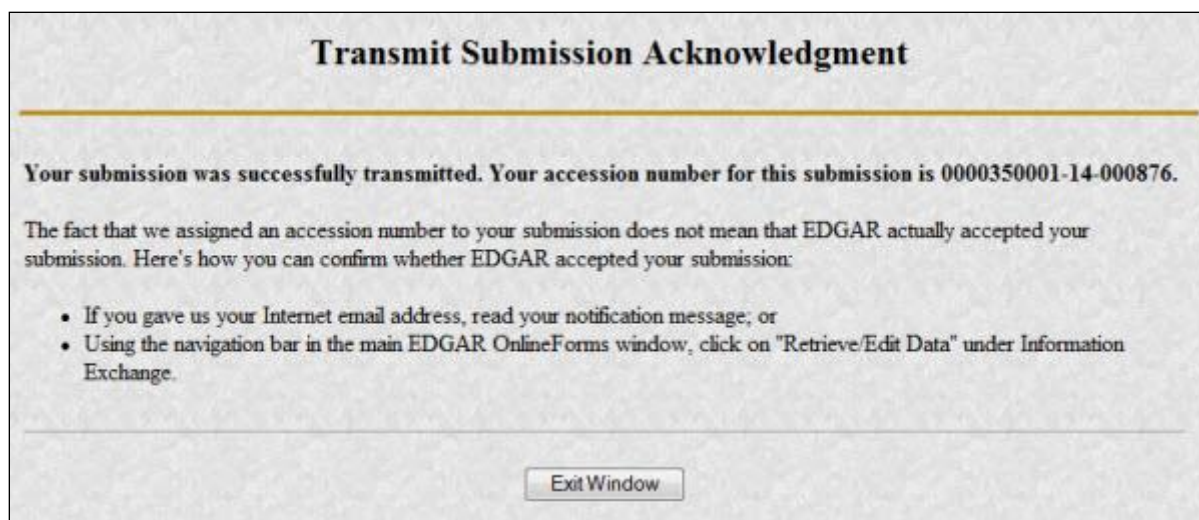 Transmit Submission Acknowledgment
Your submission was successfully transmitted. Your accession number for this submission is 0000350001-14-000876.
The fact that we assigned an accession number to your submission does not mean that EDGAR actually accepted your
submission. Here's how you can confirm whether EDGAR accepted your submission:
• If you gave us your Internet email address, read your notification message; or
• Using the navigation bar in the main EDGAR OnlineForms window, click on "Retrieve/Edit Data" under Information
Exchange.
Exit Window